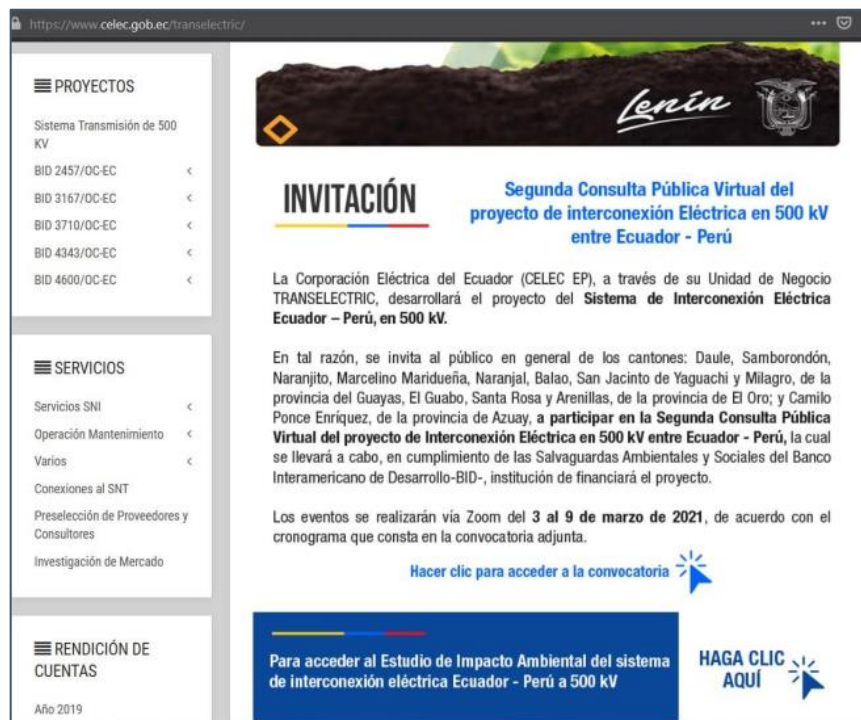 https://www.celec.gob.ec/transelectric/
PROYECTOS
Sistema Transmisión de 500
KV
BID 2457/OC-EC
BID 3167/OC-EC
BID 3710/OC-EC
BID 4343/OC-EC
BID 4600/OC-EC
SERVICIOS
Servicios SNI
Operación Mantenimiento
Varios
Conexiones al SNT
Preselección de Proveedores y
Consultores
Investigación de Mercado
RENDICIÓN DE
CUENTAS
Año 2019
Lenín
INVITACIÓN
Segunda Consulta Pública Virtual del
proyecto de interconexión Eléctrica en 500 kV
entre Ecuador - Perú
La Corporación Eléctrica del Ecuador (CELEC EP), a través de su Unidad de Negocio
TRANSELECTRIC, desarrollará el proyecto del Sistema de Interconexión Eléctrica
Ecuador – Perú, en 500 kV.
En tal razón, se invita al público en general de los cantones: Daule, Samborondón,
Naranjito, Marcelino Maridueña, Naranjal, Balao, San Jacinto de Yaguachi y Milagro, de la
provincia del Guayas, El Guabo, Santa Rosa y Arenillas, de la provincia de El Oro; y Camilo
Ponce Enríquez, de la provincia de Azuay, a participar en la Segunda Consulta Pública
Virtual del proyecto de Interconexión Eléctrica en 500 kV entre Ecuador - Perú, la cual
se llevará a cabo, en cumplimiento de las Salvaguardas Ambientales y Sociales del Banco
Interamericano de Desarrollo-BID-, institución de financiará el proyecto.
Los eventos se realizarán vía Zoom del 3 al 9 de marzo de 2021, de acuerdo con el
cronograma que consta en la convocatoria adjunta.
Hacer clic para acceder a la convocatoria
Para acceder al Estudio de Impacto Ambiental del sistema
de interconexión eléctrica Ecuador - Perú a 500 kV
HAGA CLIC
AQUÍ